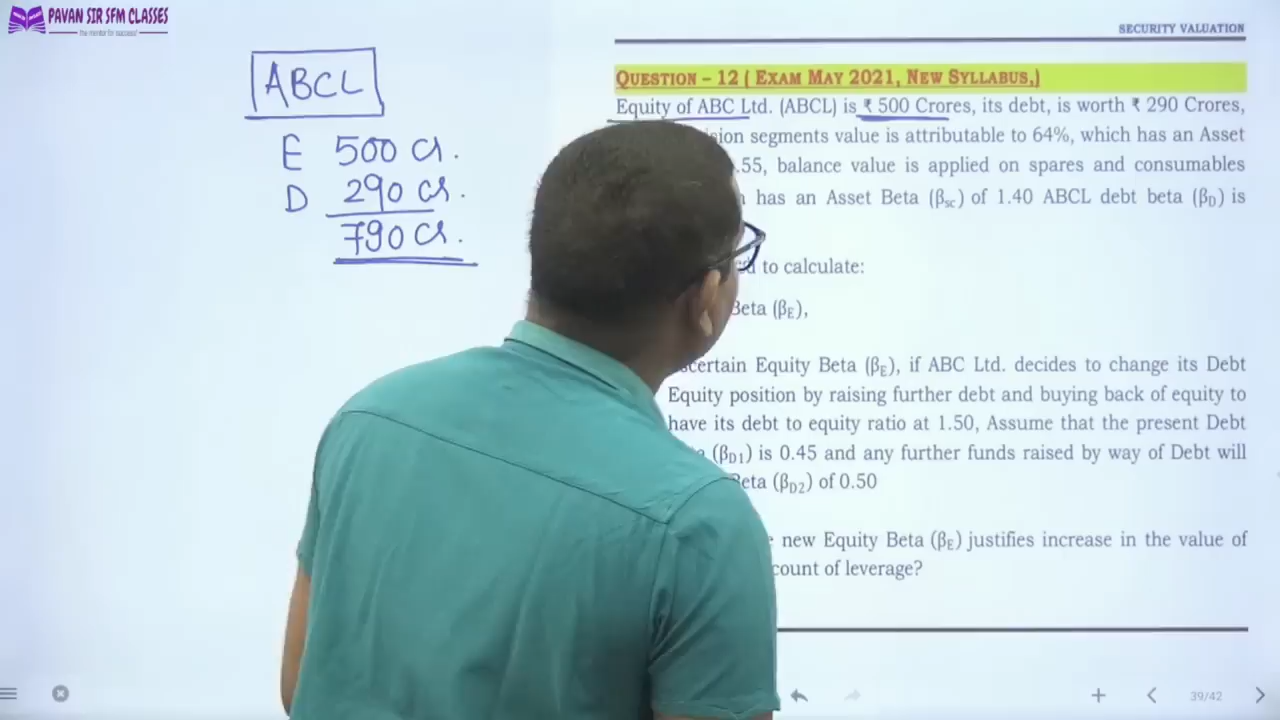 PAVAN SIR SFM CLASSES
the mentor for success!
SECURITY VALUATION
ABCL
E 500 Cr.
D 290 Cr.
790 Cr.
QUESTION – 12 ( EXAM MAY 2021, NEW SYLLABUS,)
Equity of ABC Ltd. (ABCL) is ₹ 500 Crores, its debt, is worth ₹ 290 Crores,
segments value is attributable to 64%, which has an Asset
.55, balance value is applied on spares and consumables
has an Asset Beta (βsc) of 1.40 ABCL debt beta (βD) is
to calculate:
Beta (βE),
Equity Beta (βE), if ABC Ltd. decides to change its Debt
Equity position by raising further debt and buying back of equity to
have its debt to equity ratio at 1.50, Assume that the present Debt
(βD1) is 0.45 and any further funds raised by way of Debt will
Beta (βD2) of 0.50
new Equity Beta (βE) justifies increase in the value of
of leverage?
39/42